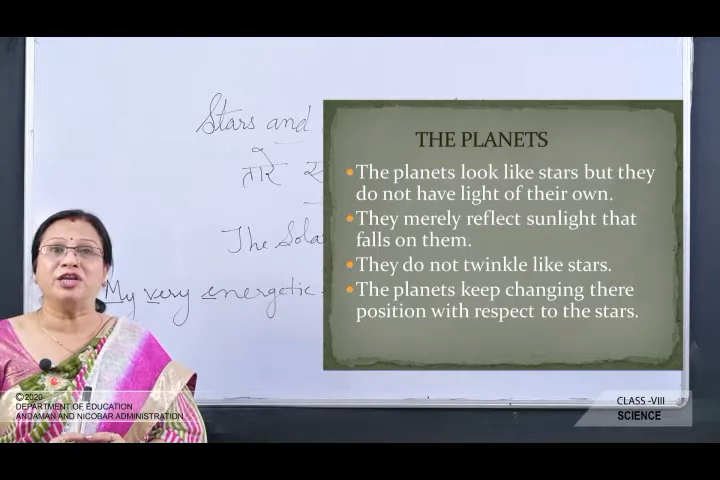 Stars and
तारे
The Sola
My very energetic
THE PLANETS
The planets look like stars but they
do not have light of their own.
They merely reflect sunlight that
falls on them.
They do not twinkle like stars.
The planets keep changing there
position with respect to the stars.
©2020
DEPARTMENT OF EDUCATION
ANDAMAN AND NICOBAR ADMINISTRATION
CLASS -VIII
SCIENCE